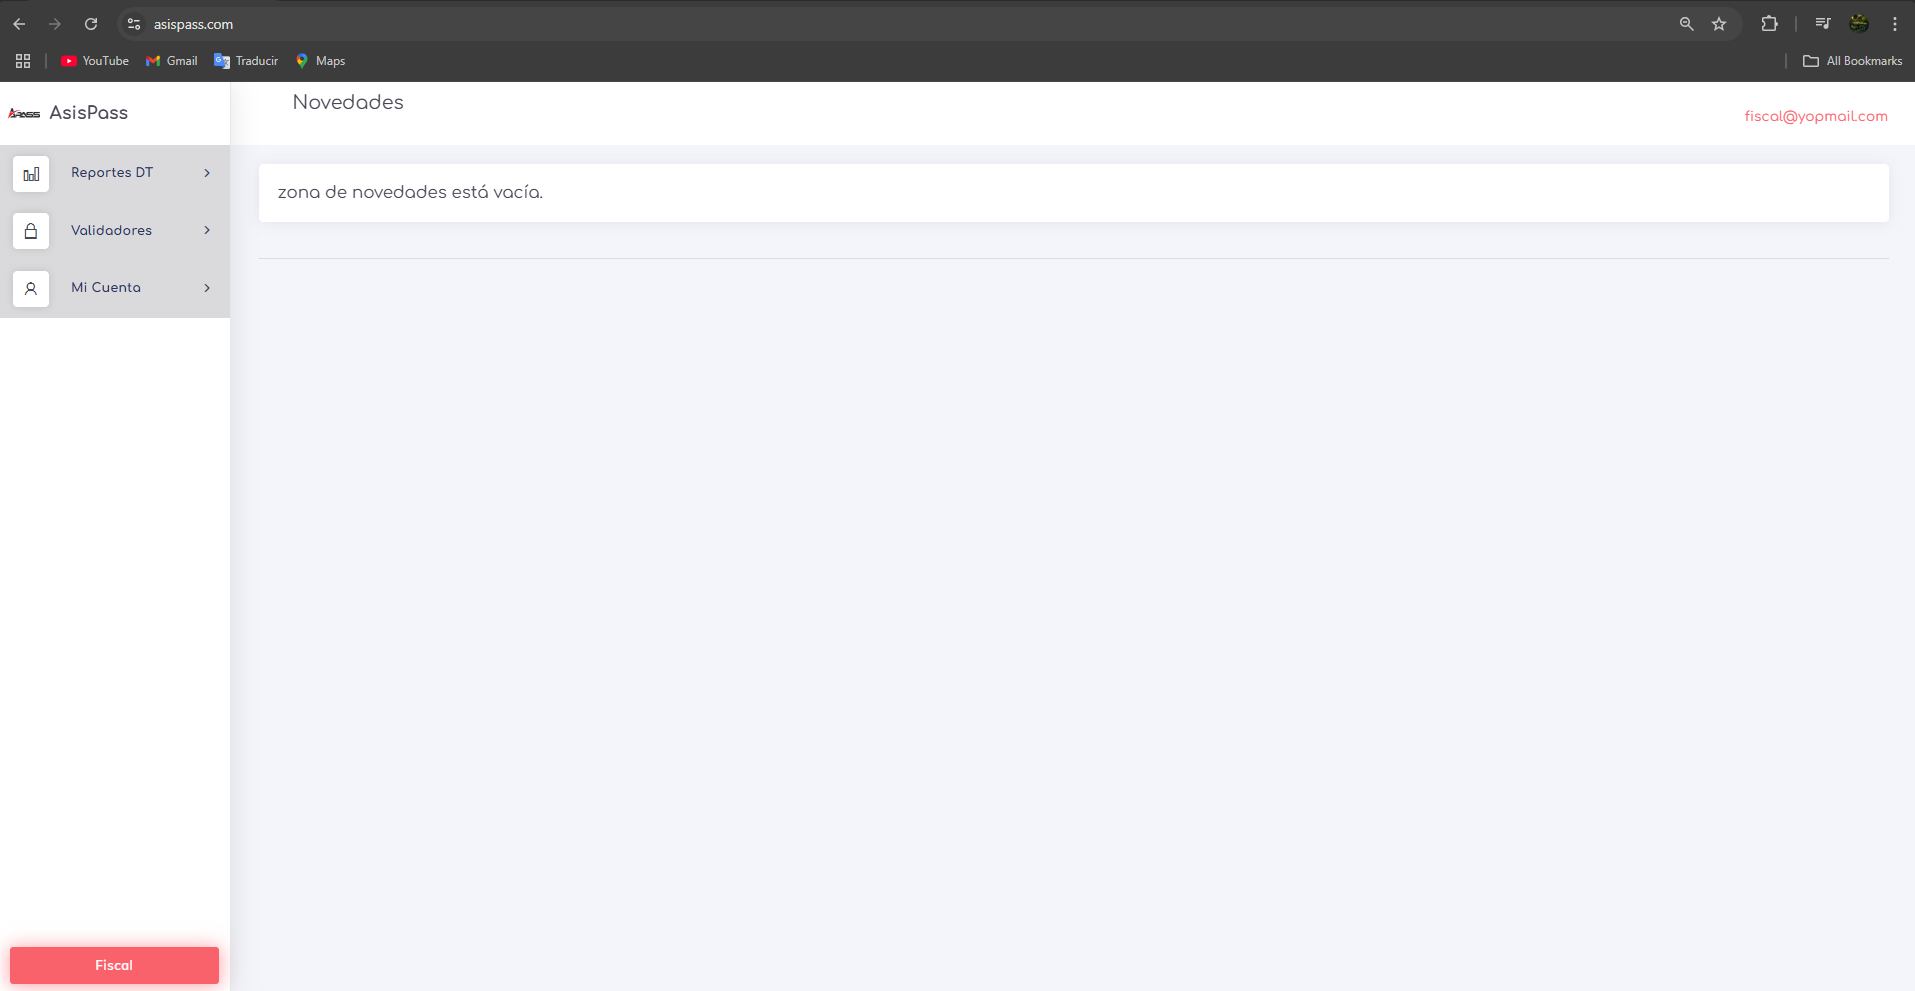 asispass.com
YouTube
Gmail
Traducir
Maps
All Bookmarks
APASS AsisPass
Novedades
fiscal@yopmail.com
Reportes DT
Validadores
Mi Cuenta
zona de novedades está vacía.
Fiscal